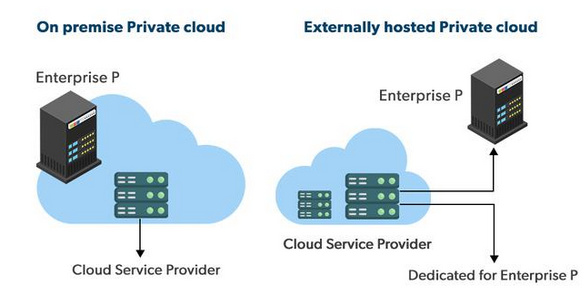 On premise Private cloud
Externally hosted Private cloud
Enterprise P
Enterprise P
Cloud Service Provider
Cloud Service Provider
Dedicated for Enterprise P